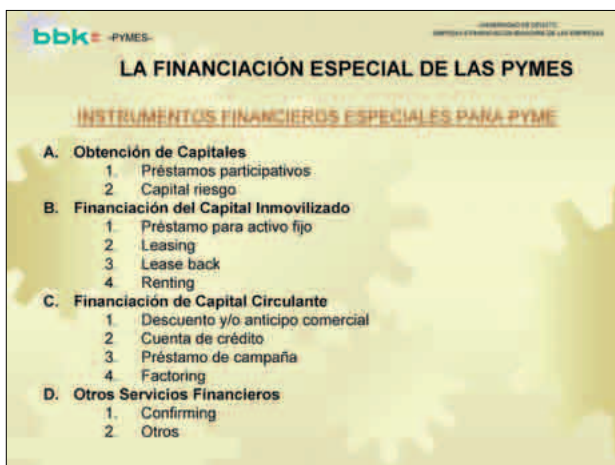 bbk= -PYMES-
UNIVERSIDAD DE DEUSTO
LA FINANCIACIÓN ESPECIAL DE LAS PYMES
INSTRUMENTOS FINANCIEROS ESPECIALES PARA PYME
A. Obtención de Capitales
1. Préstamos participativos
2. Capital riesgo
B. Financiación del Capital Inmovilizado
1. Préstamo para activo fijo
2. Leasing
3. Lease back
4. Renting
C. Financiación de Capital Circulante
1. Descuento y/o anticipo comercial
2. Cuenta de crédito
3. Préstamo de campaña
4. Factoring
D. Otros Servicios Financieros
1. Confirming
2. Otros